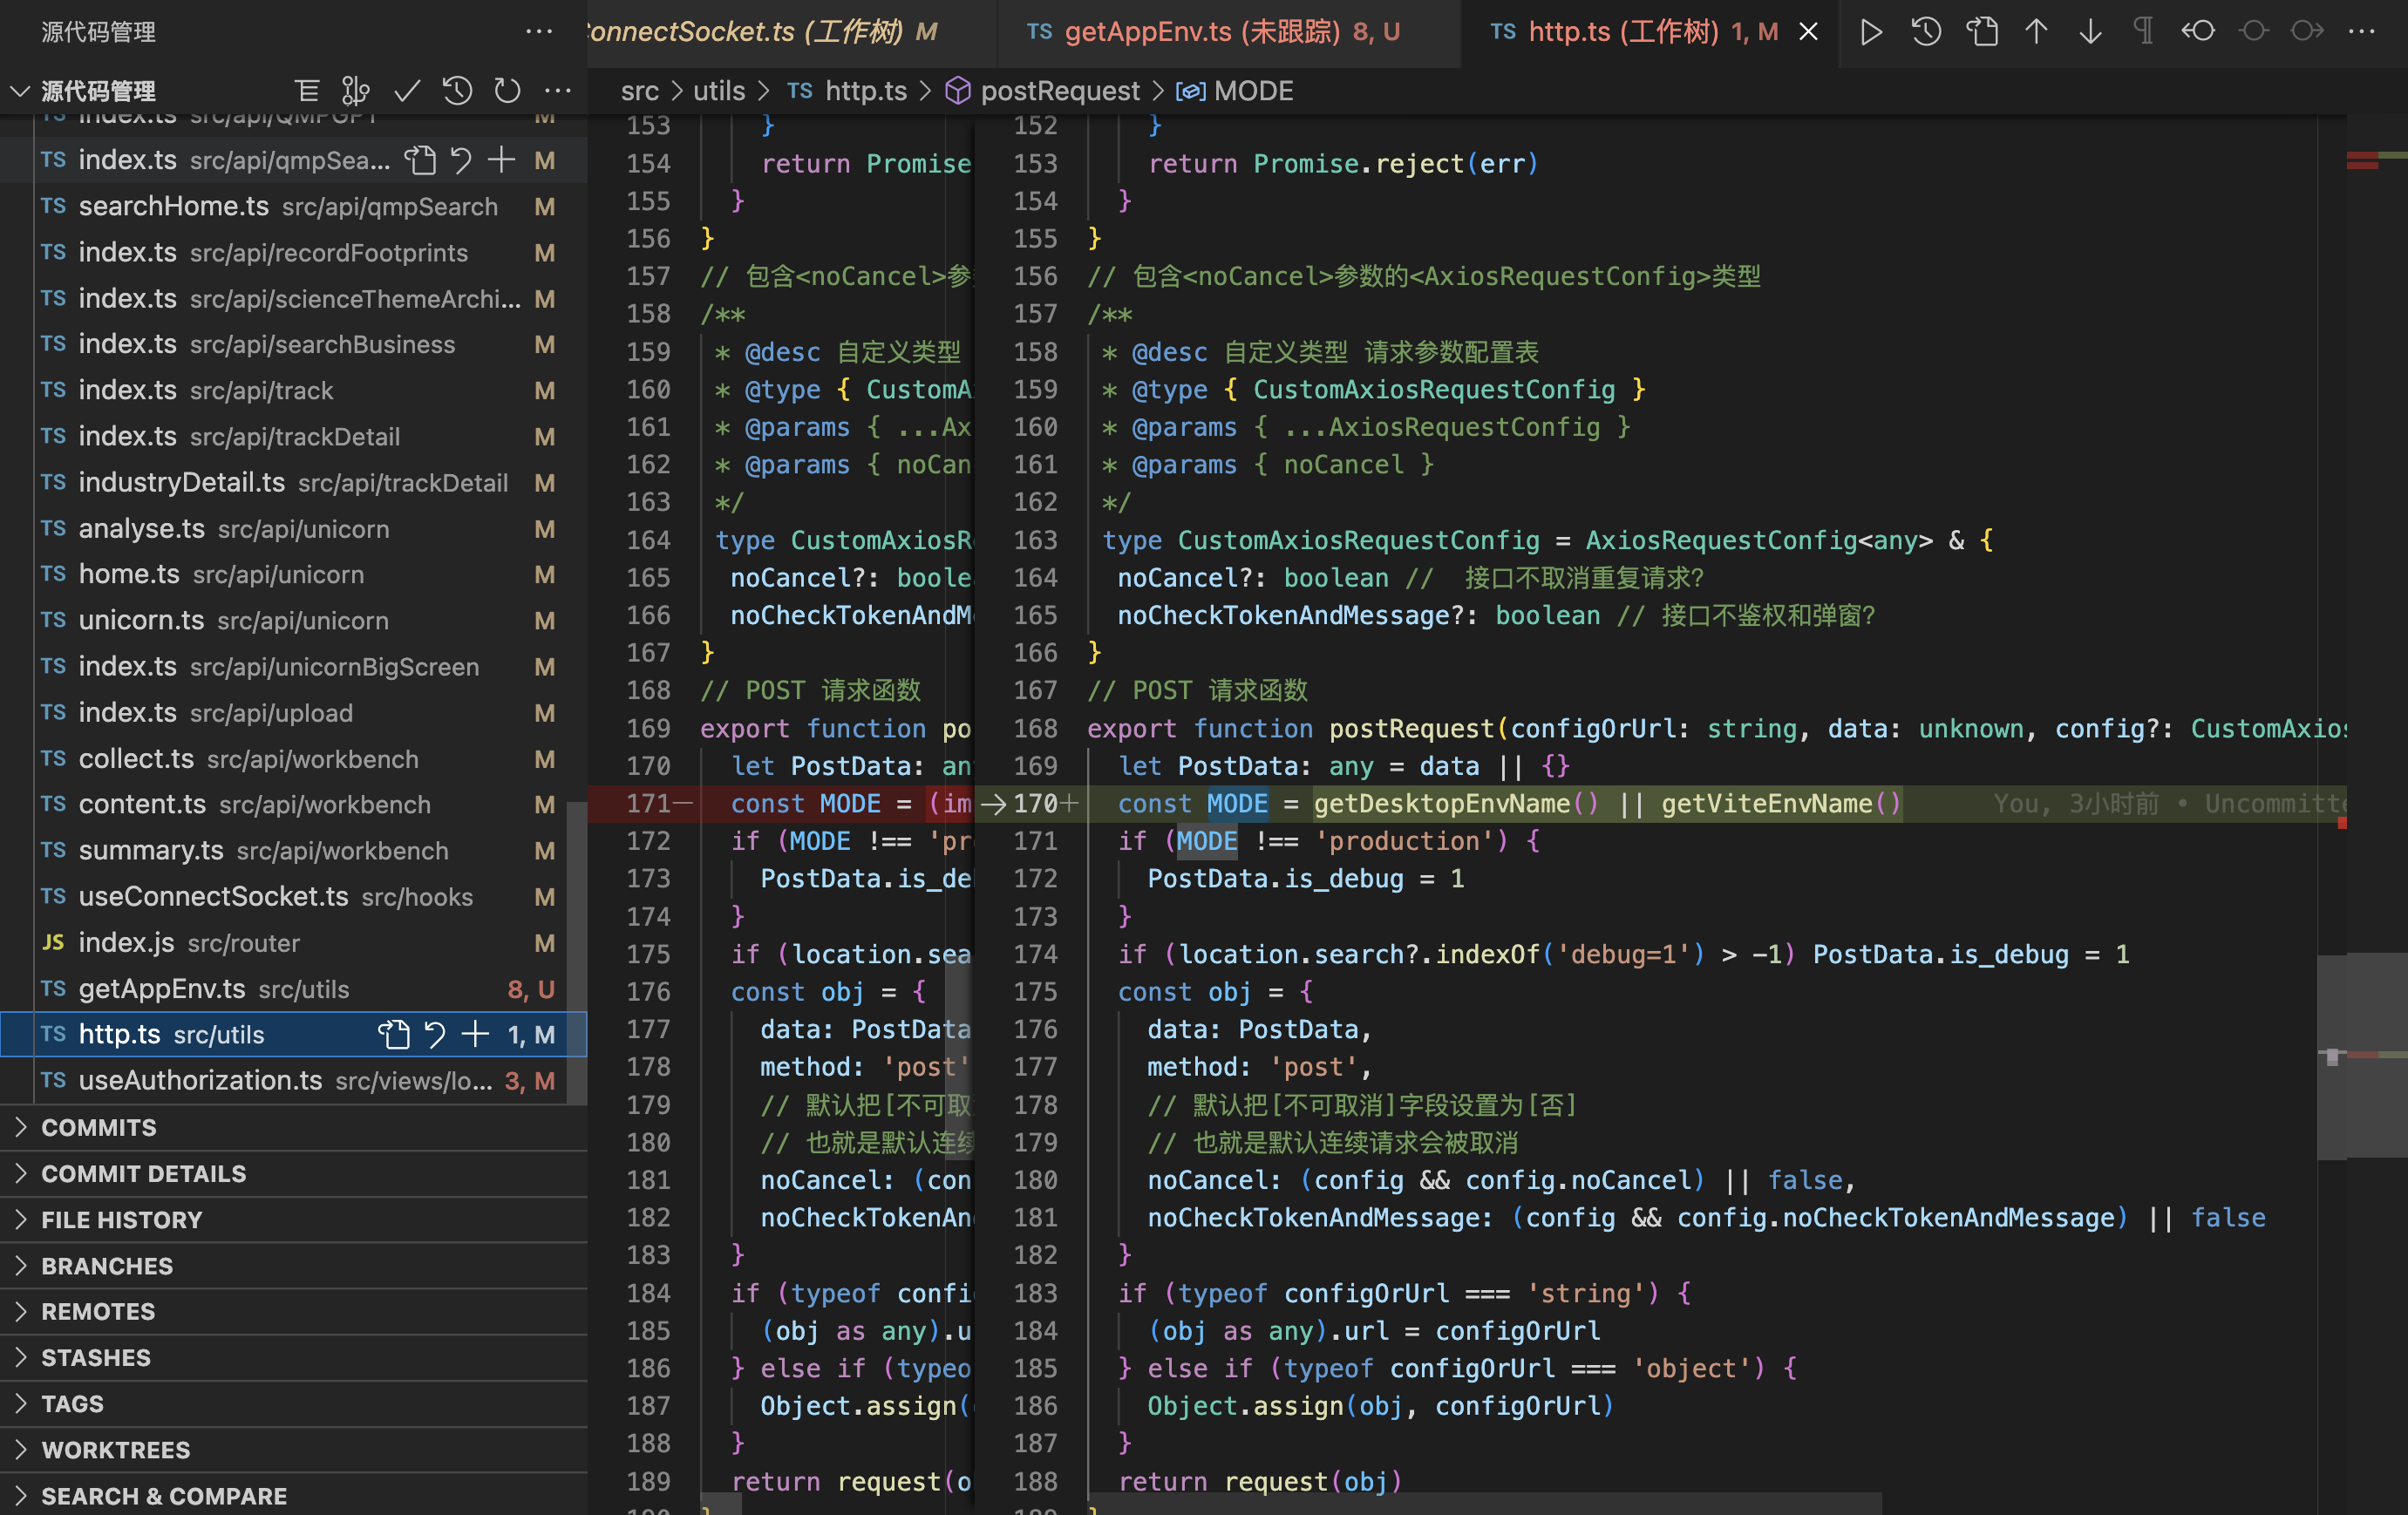 源代码管理
源代码管理
TS index.ts src/api/QMPGPT M
TS index.ts src/api/qmpSea... M
TS searchHome.ts src/api/qmpSearch M
TS index.ts src/api/recordFootprints M
TS index.ts src/api/scienceThemeArchi... M
TS index.ts src/api/searchBusiness M
TS index.ts src/api/track M
TS index.ts src/api/trackDetail M
TS industryDetail.ts src/api/trackDetail M
TS analyse.ts src/api/unicorn M
TS home.ts src/api/unicorn M
TS unicorn.ts src/api/unicorn M
TS index.ts src/api/unicornBigScreen M
TS index.ts src/api/upload M
TS collect.ts src/api/workbench M
TS content.ts src/api/workbench M
TS summary.ts src/api/workbench M
TS useConnectSocket.ts src/hooks M
JS index.js src/router M
TS getAppEnv.ts src/utils 8, U
TS http.ts src/utils 1, M
TS useAuthorization.ts src/views/lo... 3, M
COMMITS
COMMIT DETAILS
FILE HISTORY
BRANCHES
REMOTES
STASHES
TAGS
WORKTREES
SEARCH & COMPARE
onnectSocket.ts (工作树) M
TS getAppEnv.ts (未跟踪) 8, U
TS http.ts (工作树) 1, M
src > utils > TS http.ts > postRequest > MODE
153 }
154 return Promise
155 }
156 }
157 // 包含<noCancel>参
158 /**
159 * @desc 自定义类型
160 * @type { CustomA
161 * @params { ...Ax
162 * @params { noCan
163 */
164 type CustomAxiosR
165 noCancel?: boole
166 noCheckTokenAndM
167 }
168 // POST 请求函数
169 export function po
170 let PostData: an
171— const MODE = (im
172 if (MODE !== 'pr
173 PostData.is_de
174 }
175 if (location.sea
176 const obj = {
177 data: PostData
178 method: 'post'
179 // 默认把[不可取
180 // 也就是默认连续
181 noCancel: (con
182 noCheckTokenAn
183 }
184 if (typeof confi
185 (obj as any).u
186 } else if (typeo
187 Object.assign(
188 }
189 return request(o
190 }
152 }
153 return Promise.reject(err)
154 }
155 }
156 // 包含<noCancel>参数的<AxiosRequestConfig>类型
157 /**
158 * @desc 自定义类型 请求参数配置表
159 * @type { CustomAxiosRequestConfig }
160 * @params { ...AxiosRequestConfig }
161 * @params { noCancel }
162 */
163 type CustomAxiosRequestConfig = AxiosRequestConfig<any> & {
164 noCancel?: boolean //  接口不取消重复请求?
165 noCheckTokenAndMessage?: boolean // 接口不鉴权和弹窗?
166 }
167 // POST 请求函数
168 export function postRequest(configOrUrl: string, data: unknown, config?: CustomAxios
169 let PostData: any = data || {}
→170+ const MODE = getDesktopEnvName() || getViteEnvName() You, 3小时前 • Uncommitte
171 if (MODE !== 'production') {
172 PostData.is_debug = 1
173 }
174 if (location.search?.indexOf('debug=1') > -1) PostData.is_debug = 1
175 const obj = {
176 data: PostData,
177 method: 'post',
178 // 默认把[不可取消]字段设置为[否]
179 // 也就是默认连续请求会被取消
180 noCancel: (config && config.noCancel) || false,
181 noCheckTokenAndMessage: (config && config.noCheckTokenAndMessage) || false
182 }
183 if (typeof configOrUrl === 'string') {
184 (obj as any).url = configOrUrl
185 } else if (typeof configOrUrl === 'object') {
186 Object.assign(obj, configOrUrl)
187 }
188 return request(obj)
189 }